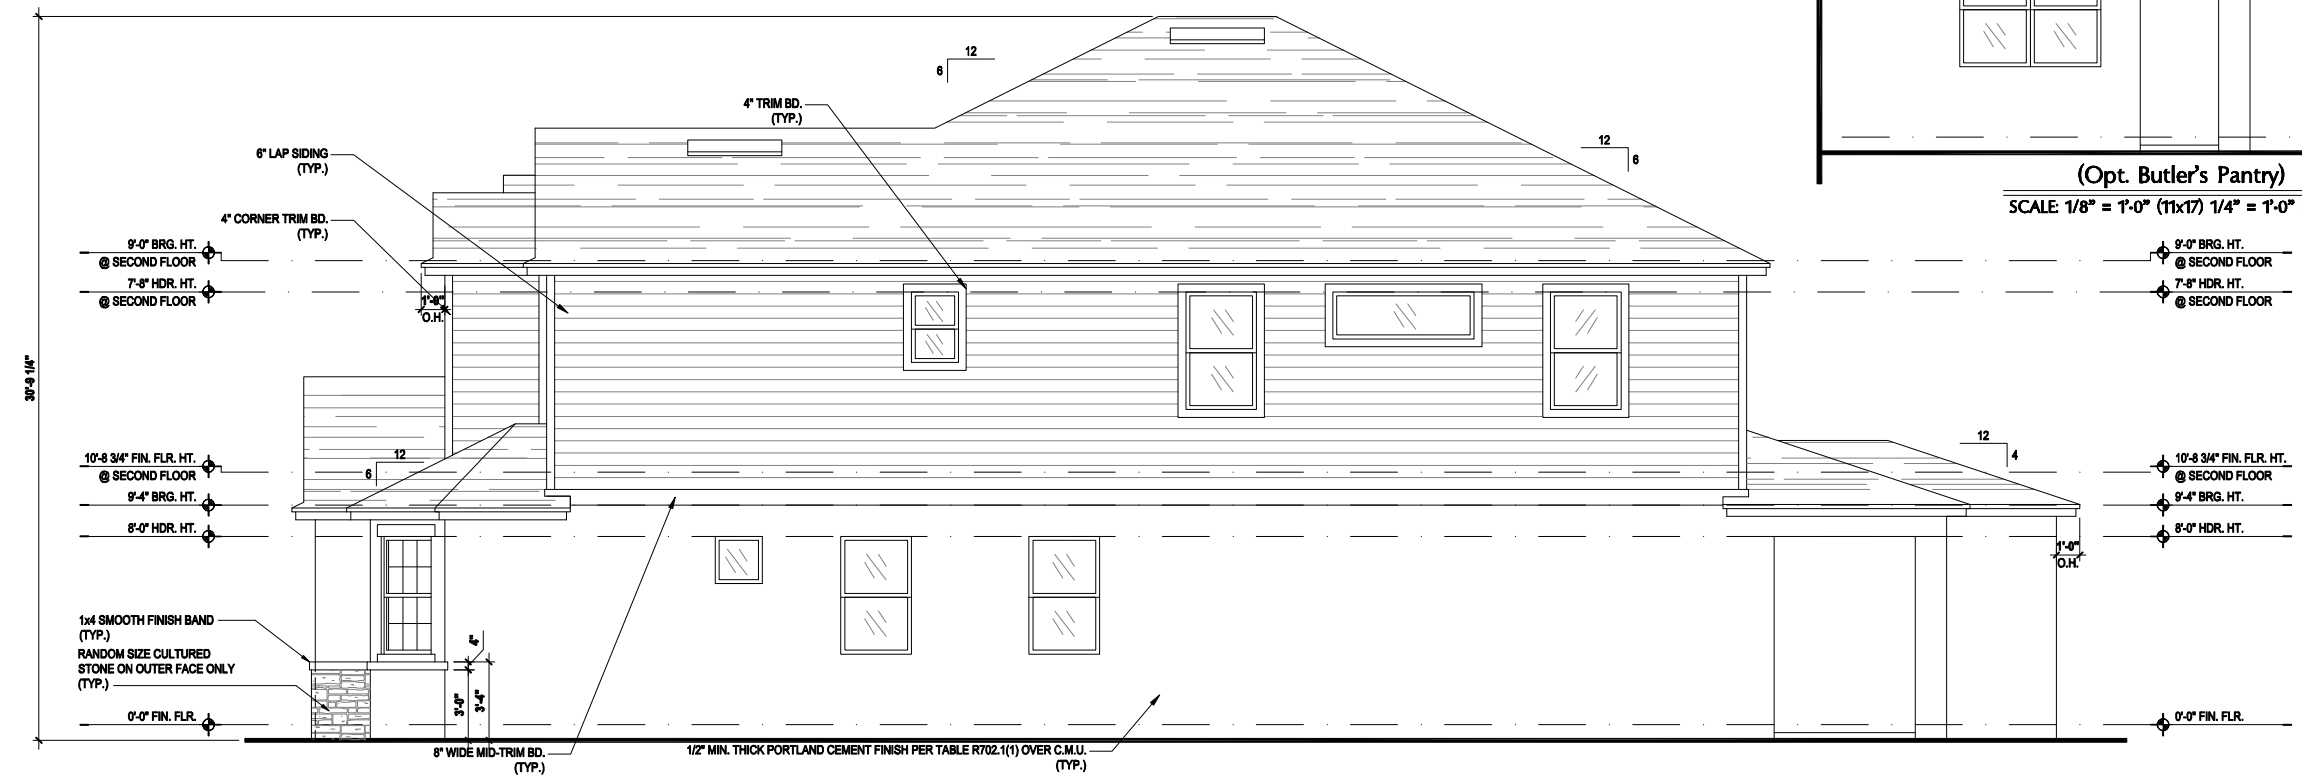 12
6
4" TRIM BD.
(TYP.)
6" LAP SIDING
(TYP.)
12
6
(Opt. Butler's Pantry)
SCALE: 1/8" = 1'-0" (11x17) 1/4" = 1'-0"
4" CORNER TRIM BD.
(TYP.)
9'-0" BRG. HT.
@ SECOND FLOOR
7'-8" HDR. HT.
@ SECOND FLOOR
1'-0"
O.H.
9'-0" BRG. HT.
@ SECOND FLOOR
7'-8" HDR. HT.
@ SECOND FLOOR
30'-9 1/4"
12
6
12
4
10'-8 3/4" FIN. FLR. HT.
@ SECOND FLOOR
9'-4" BRG. HT.
8'-0" HDR. HT.
10'-8 3/4" FIN. FLR. HT.
@ SECOND FLOOR
9'-4" BRG. HT.
8'-0" HDR. HT.
1'-0"
O.H.
1x4 SMOOTH FINISH BAND
(TYP.)
RANDOM SIZE CULTURED
STONE ON OUTER FACE ONLY
(TYP.)
4"
3'-0"
3'-4"
0'-0" FIN. FLR.
0'-0" FIN. FLR.
8" WIDE MID-TRIM BD.
(TYP.)
1/2" MIN. THICK PORTLAND CEMENT FINISH PER TABLE R702.1(1) OVER C.M.U.
(TYP.)